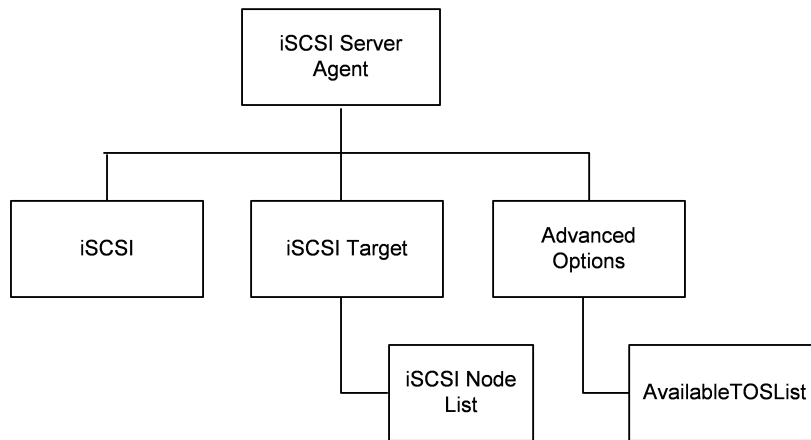 iSCSI Server
Agent
iSCSI
iSCSI Target
Advanced
Options
iSCSI Node
List
AvailableTOSList